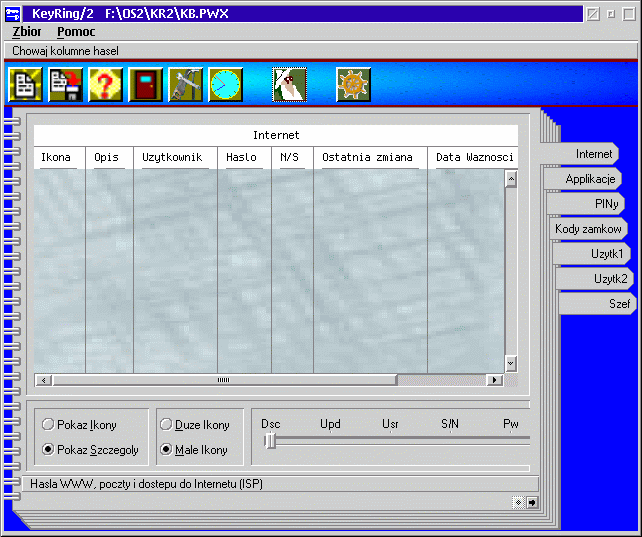 KeyRing/2 F:\OS2\KR2\KB.PWX
Zbior Pomoc
Chowaj kolumne hasel
Internet
Ikona Opis Uzytkownik Haslo N/S Ostatnia zmiana Data Waznosci
Internet
Applikacje
PINy
Kody zamkow
Uzytk1
Uzytk2
Szef
Pokaz Ikony
Pokaz Szczegoly
Duze Ikony
Male Ikony
Dsc Upd Usr S/N Pw
Hasla WWW, poczty i dostepu do Internetu (ISP)